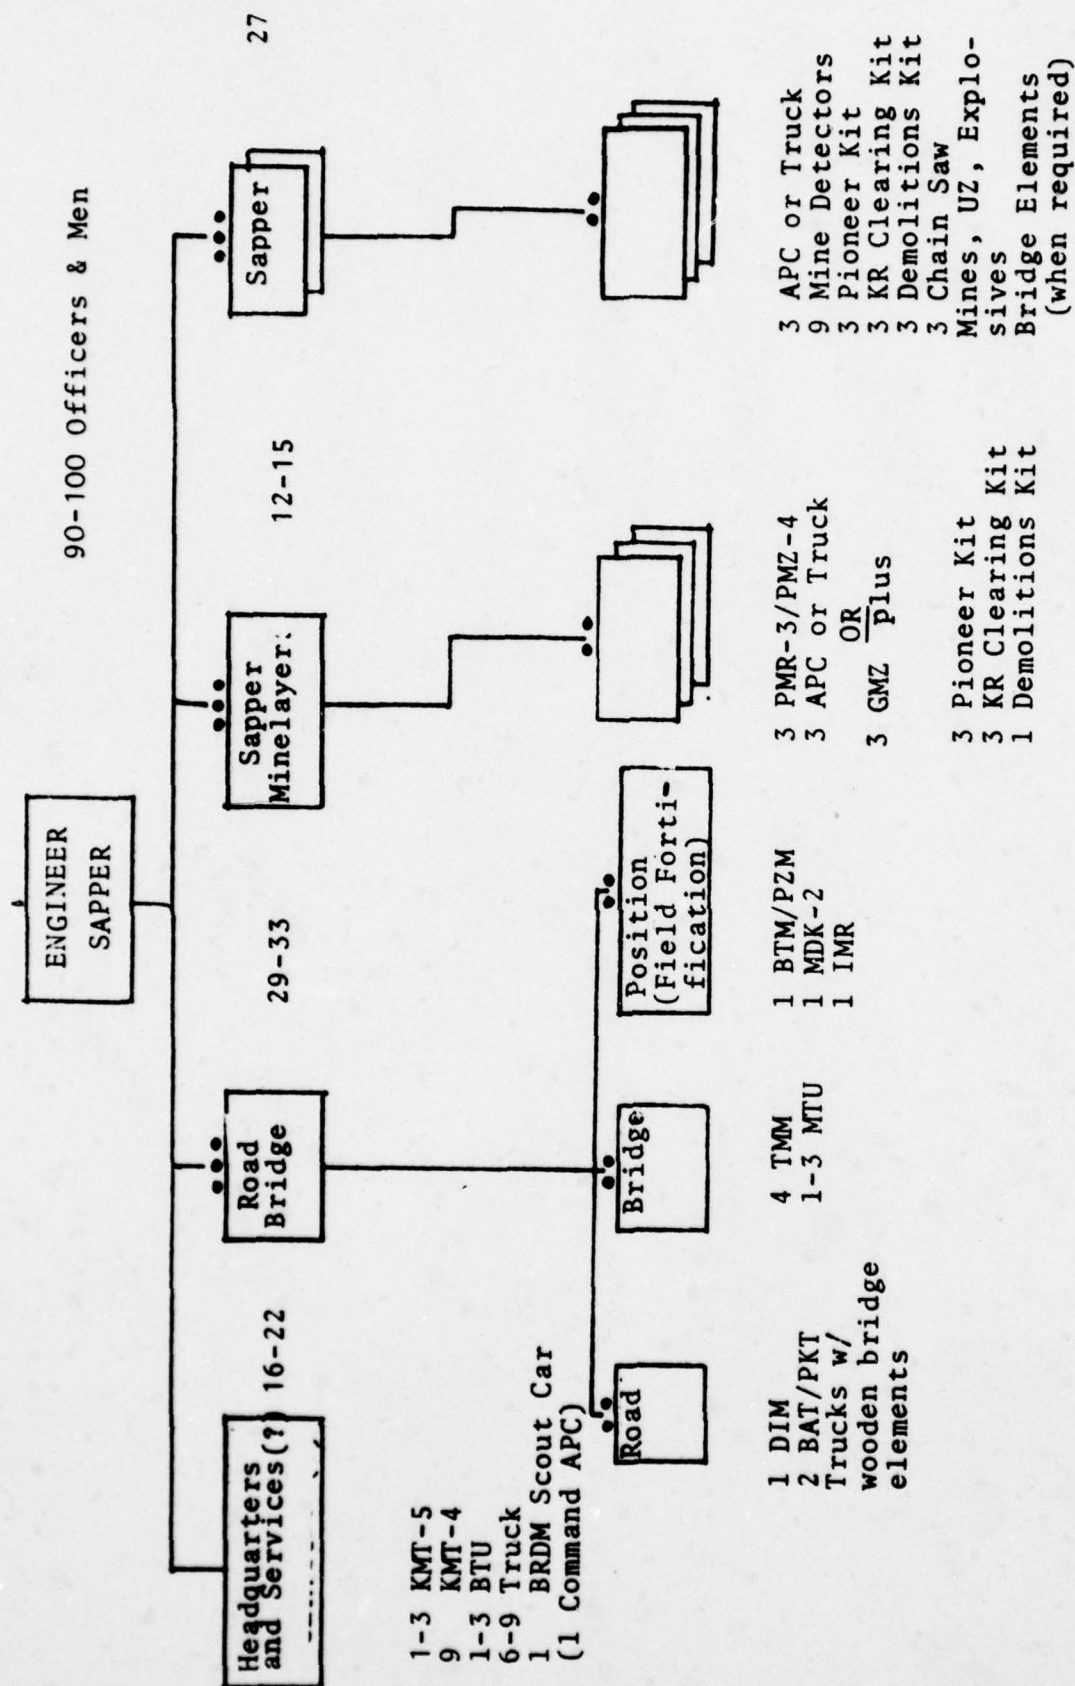 90-100 Officers & Men
ENGINEER
SAPPER
Headquarters
and Services(?)
16-22
Road
Bridge
29-33
Sapper
Minelayer
12-15
Sapper
27
1-3 KMT-5
9 KMT-4
1-3 BTU
6-9 Truck
1 BRDM Scout Car
(1 Command APC)
Road
Bridge
Position
(Field Forti-
fication)
1 DIM
2 BAT/PKT
Trucks w/
wooden bridge
elements
4 TMM
1-3 MTU
1 BTM/PZM
1 MDK-2
1 IMR
3 PMR-3/PMZ-4
3 APC or Truck
OR
3 GMZ plus
3 Pioneer Kit
3 KR Clearing Kit
1 Demolitions Kit
3 APC or Truck
9 Mine Detectors
3 Pioneer Kit
3 KR Clearing Kit
3 Demolitions Kit
3 Chain Saw
Mines, UZ, Explo-
sives
Bridge Elements
(when required)